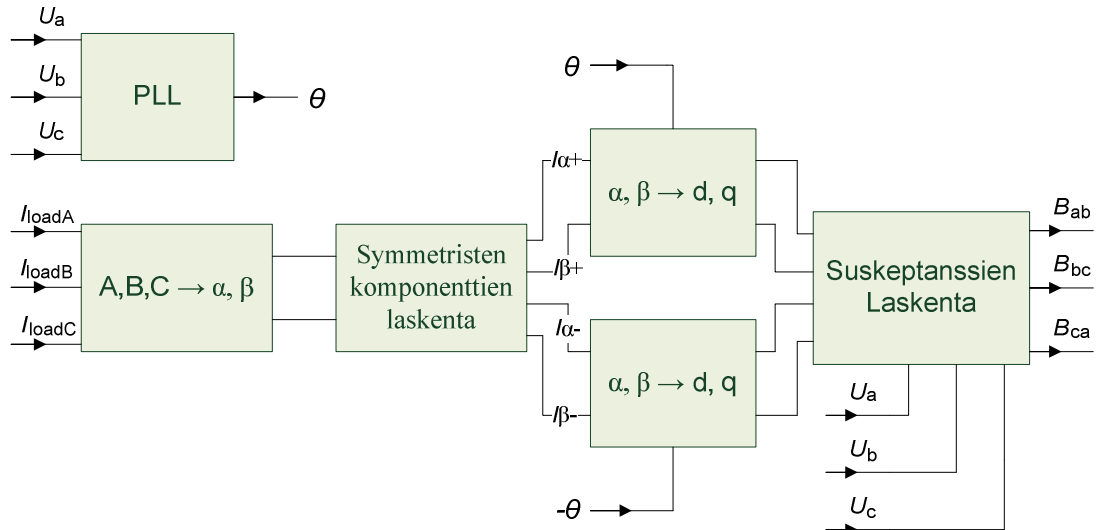 Ua
Ub
Uc
PLL
θ
θ
IloadA
IloadB
IloadC
A,B,C → α, β
Symmetristen
komponenttien
laskenta
Iα+
Iβ+
Iα-
Iβ-
α, β → d, q
α, β → d, q
-θ
Suskeptanssien
Laskenta
Bab
Bbc
Bca
Ua
Ub
Uc